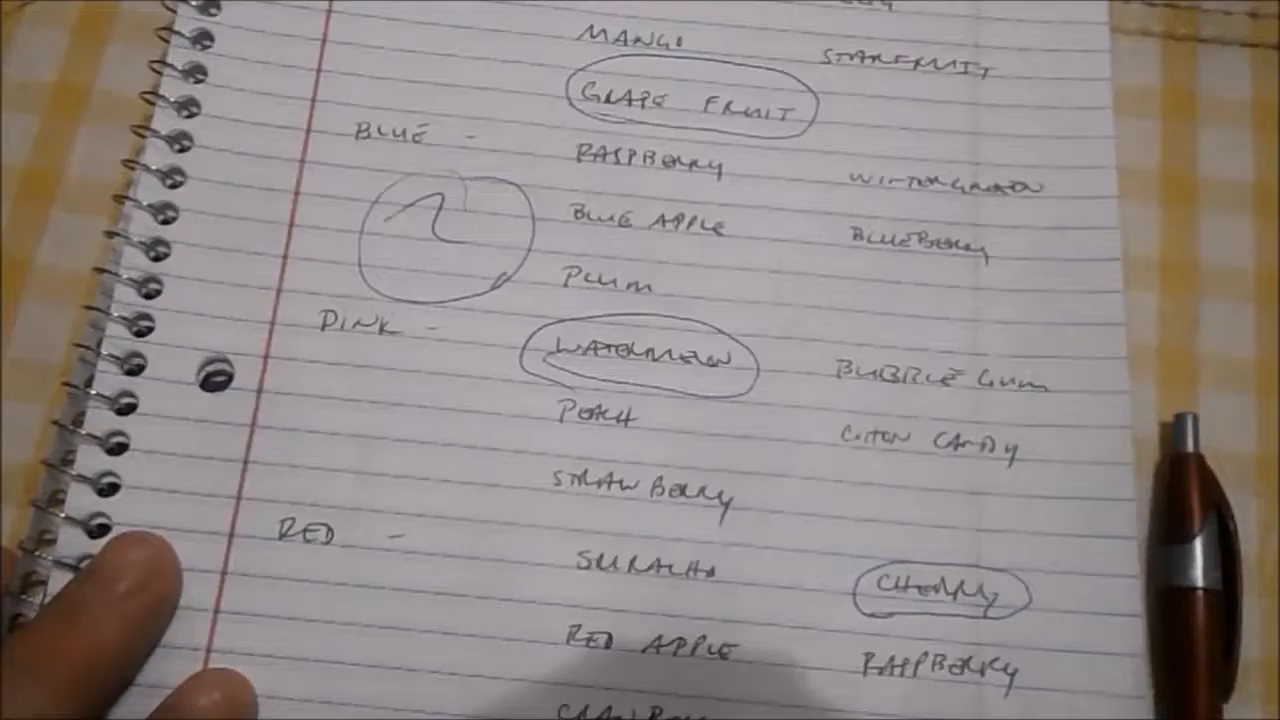 MANGO STARFRUIT
GRAPE FRUIT
BLUE - RASPBERRY WINTERGREEN
BLUE APPLE BLUEBERRY
PLUM
PINK - WATERMELON BUBBLE GUM
PEACH COTTON CANDY
STRAWBERRY
RED - SRIRACHA CHERRY
RED APPLE RASPBERRY